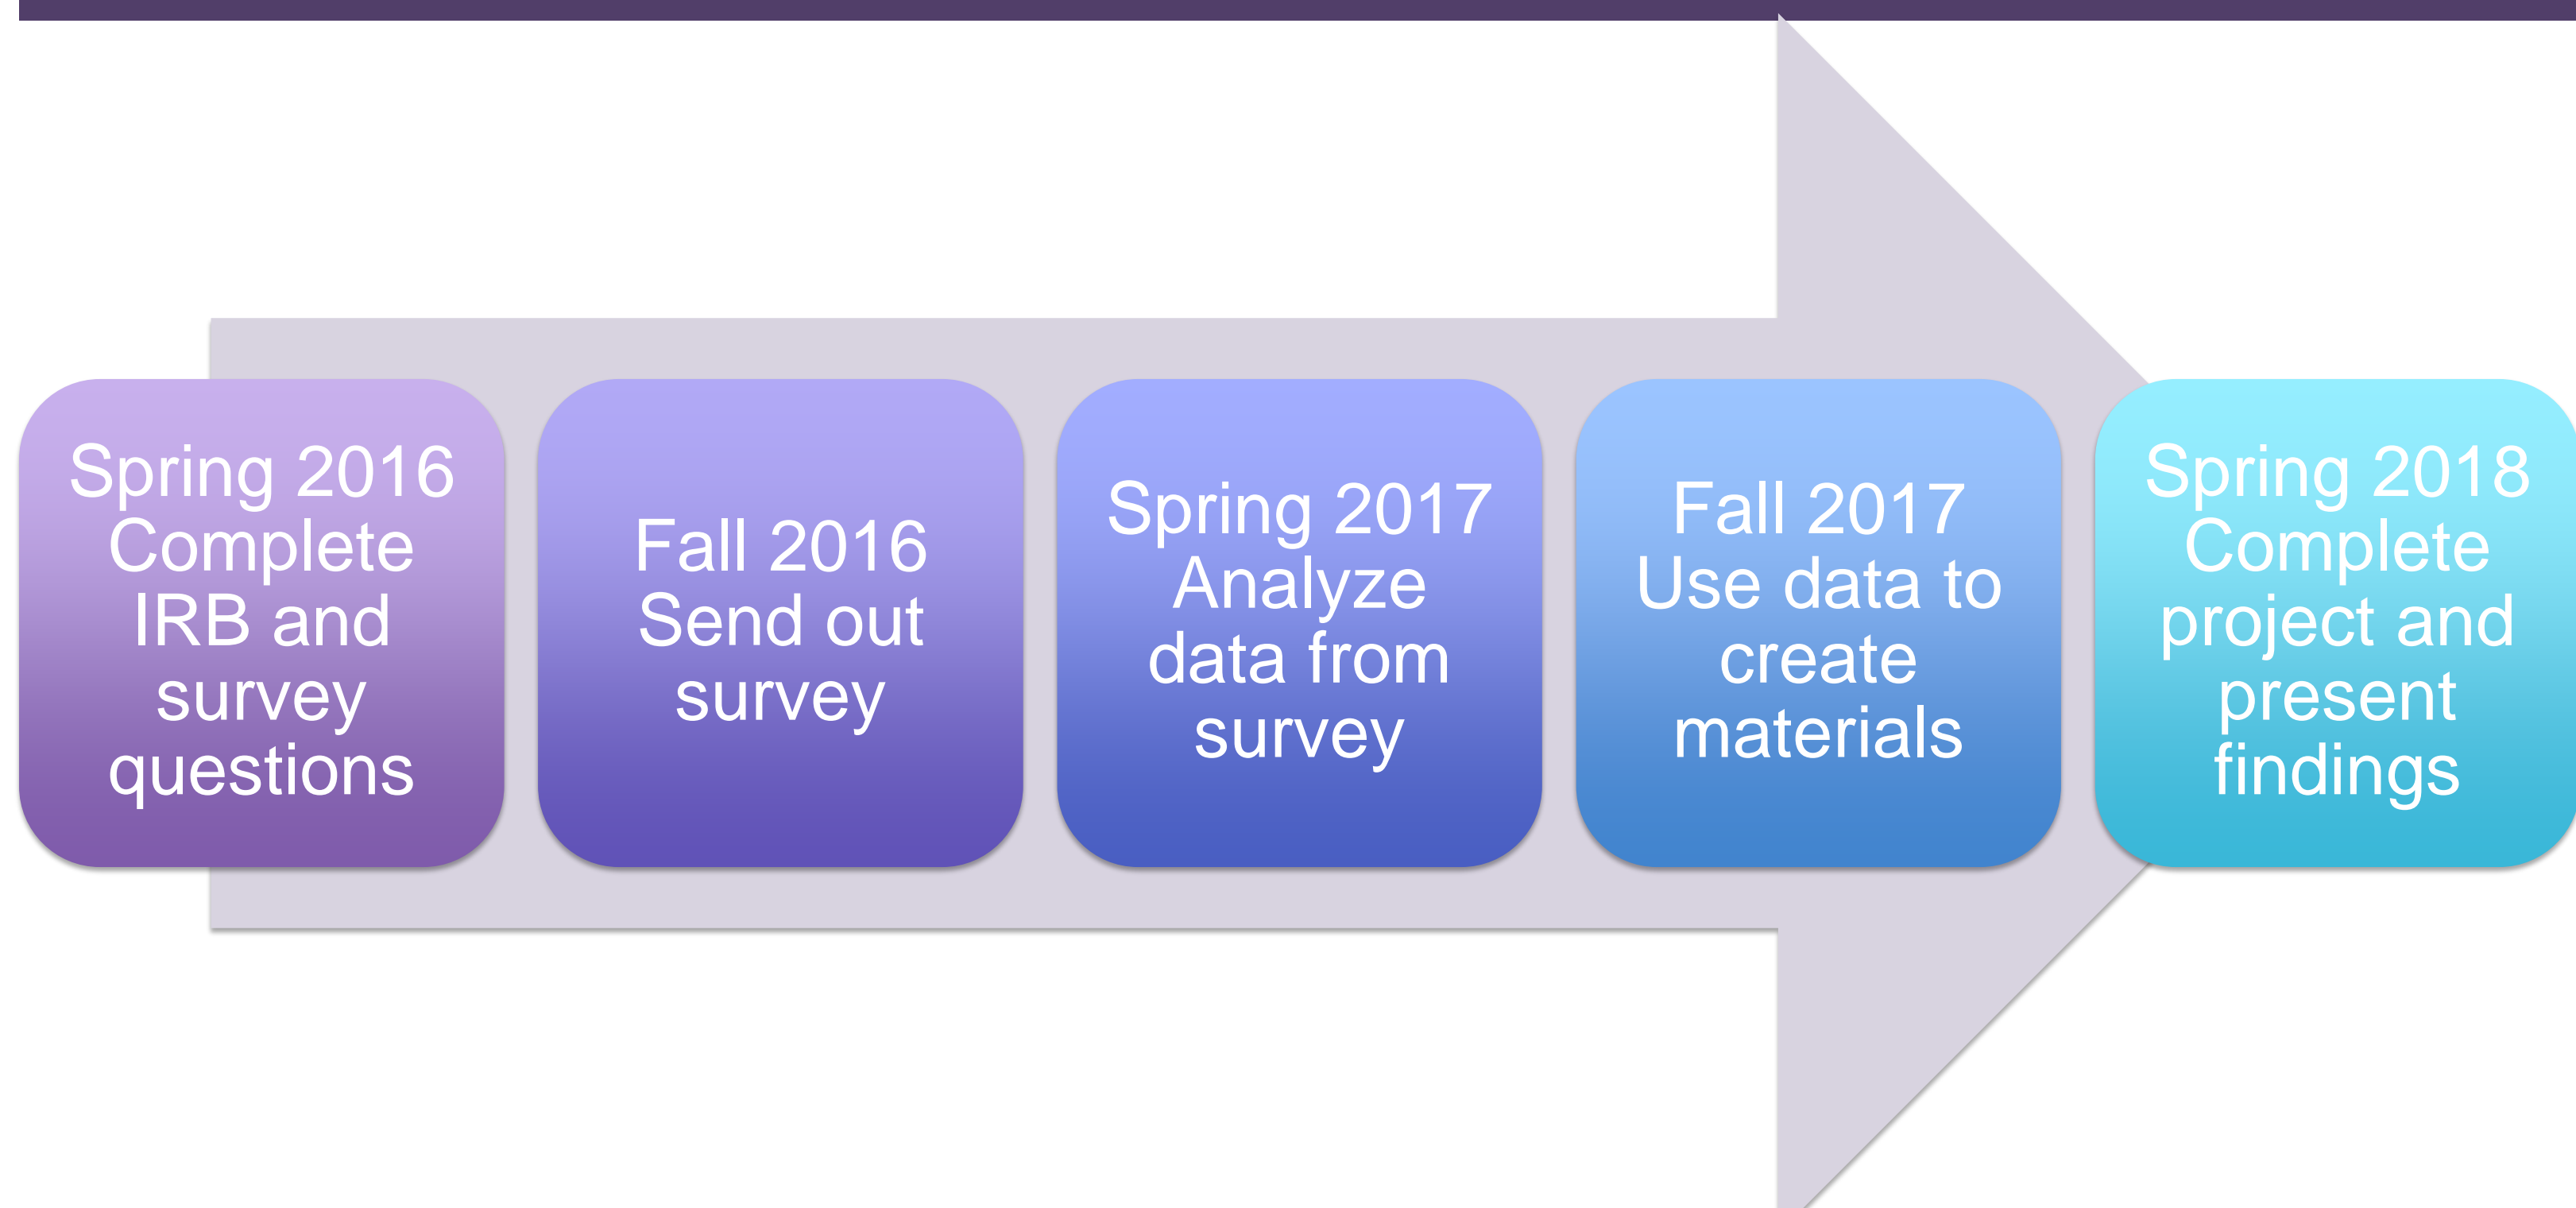 Spring 2016
Complete
IRB and
survey
questions
Fall 2016
Send out
survey
Spring 2017
Analyze
data from
survey
Fall 2017
Use data to
create
materials
Spring 2018
Complete
project and
present
findings